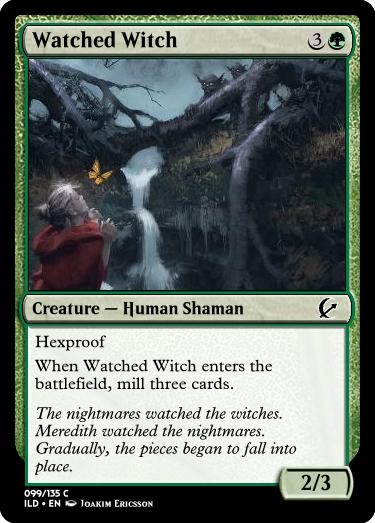 Watched Witch 3
Creature — Human Shaman
Hexproof
When Watched Witch enters the
battlefield, mill three cards.
The nightmares watched the witches.
Meredith watched the nightmares.
Gradually, the pieces began to fall into
place.
2/3
099/135 C
ILD • EN Joakim Ericsson